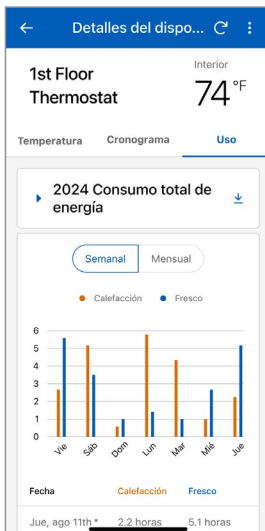 Detalles del dispo...
1st Floor
Thermostat
Interior
74°F
Temperatura Cronograma Uso
2024 Consumo total de
energía
Semanal Mensual
Calefacción Fresco
6
5
4
3
2
1
0
Vie Sáb Dom Lun Mar Mié Jue
Fecha Calefacción Fresco
Jue, ago 11th * 2.2 horas 5.1 horas